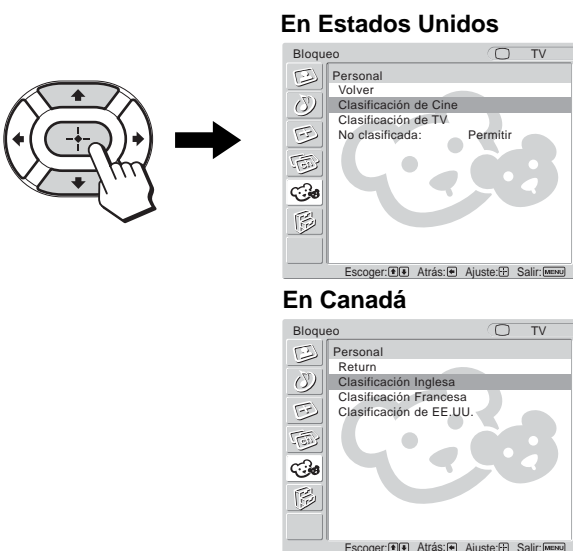 En Estados Unidos
Bloqueo TV
Personal
Volver
Clasificación de Cine
Clasificación de TV
No clasificada: Permitir
Escoger: Atrás: Ajuste: Salir: MENU
En Canadá
Bloqueo TV
Personal
Return
Clasificación Inglesa
Clasificación Francesa
Clasificación de EE.UU.
Escoger: Atrás: Ajuste: Salir: MENU